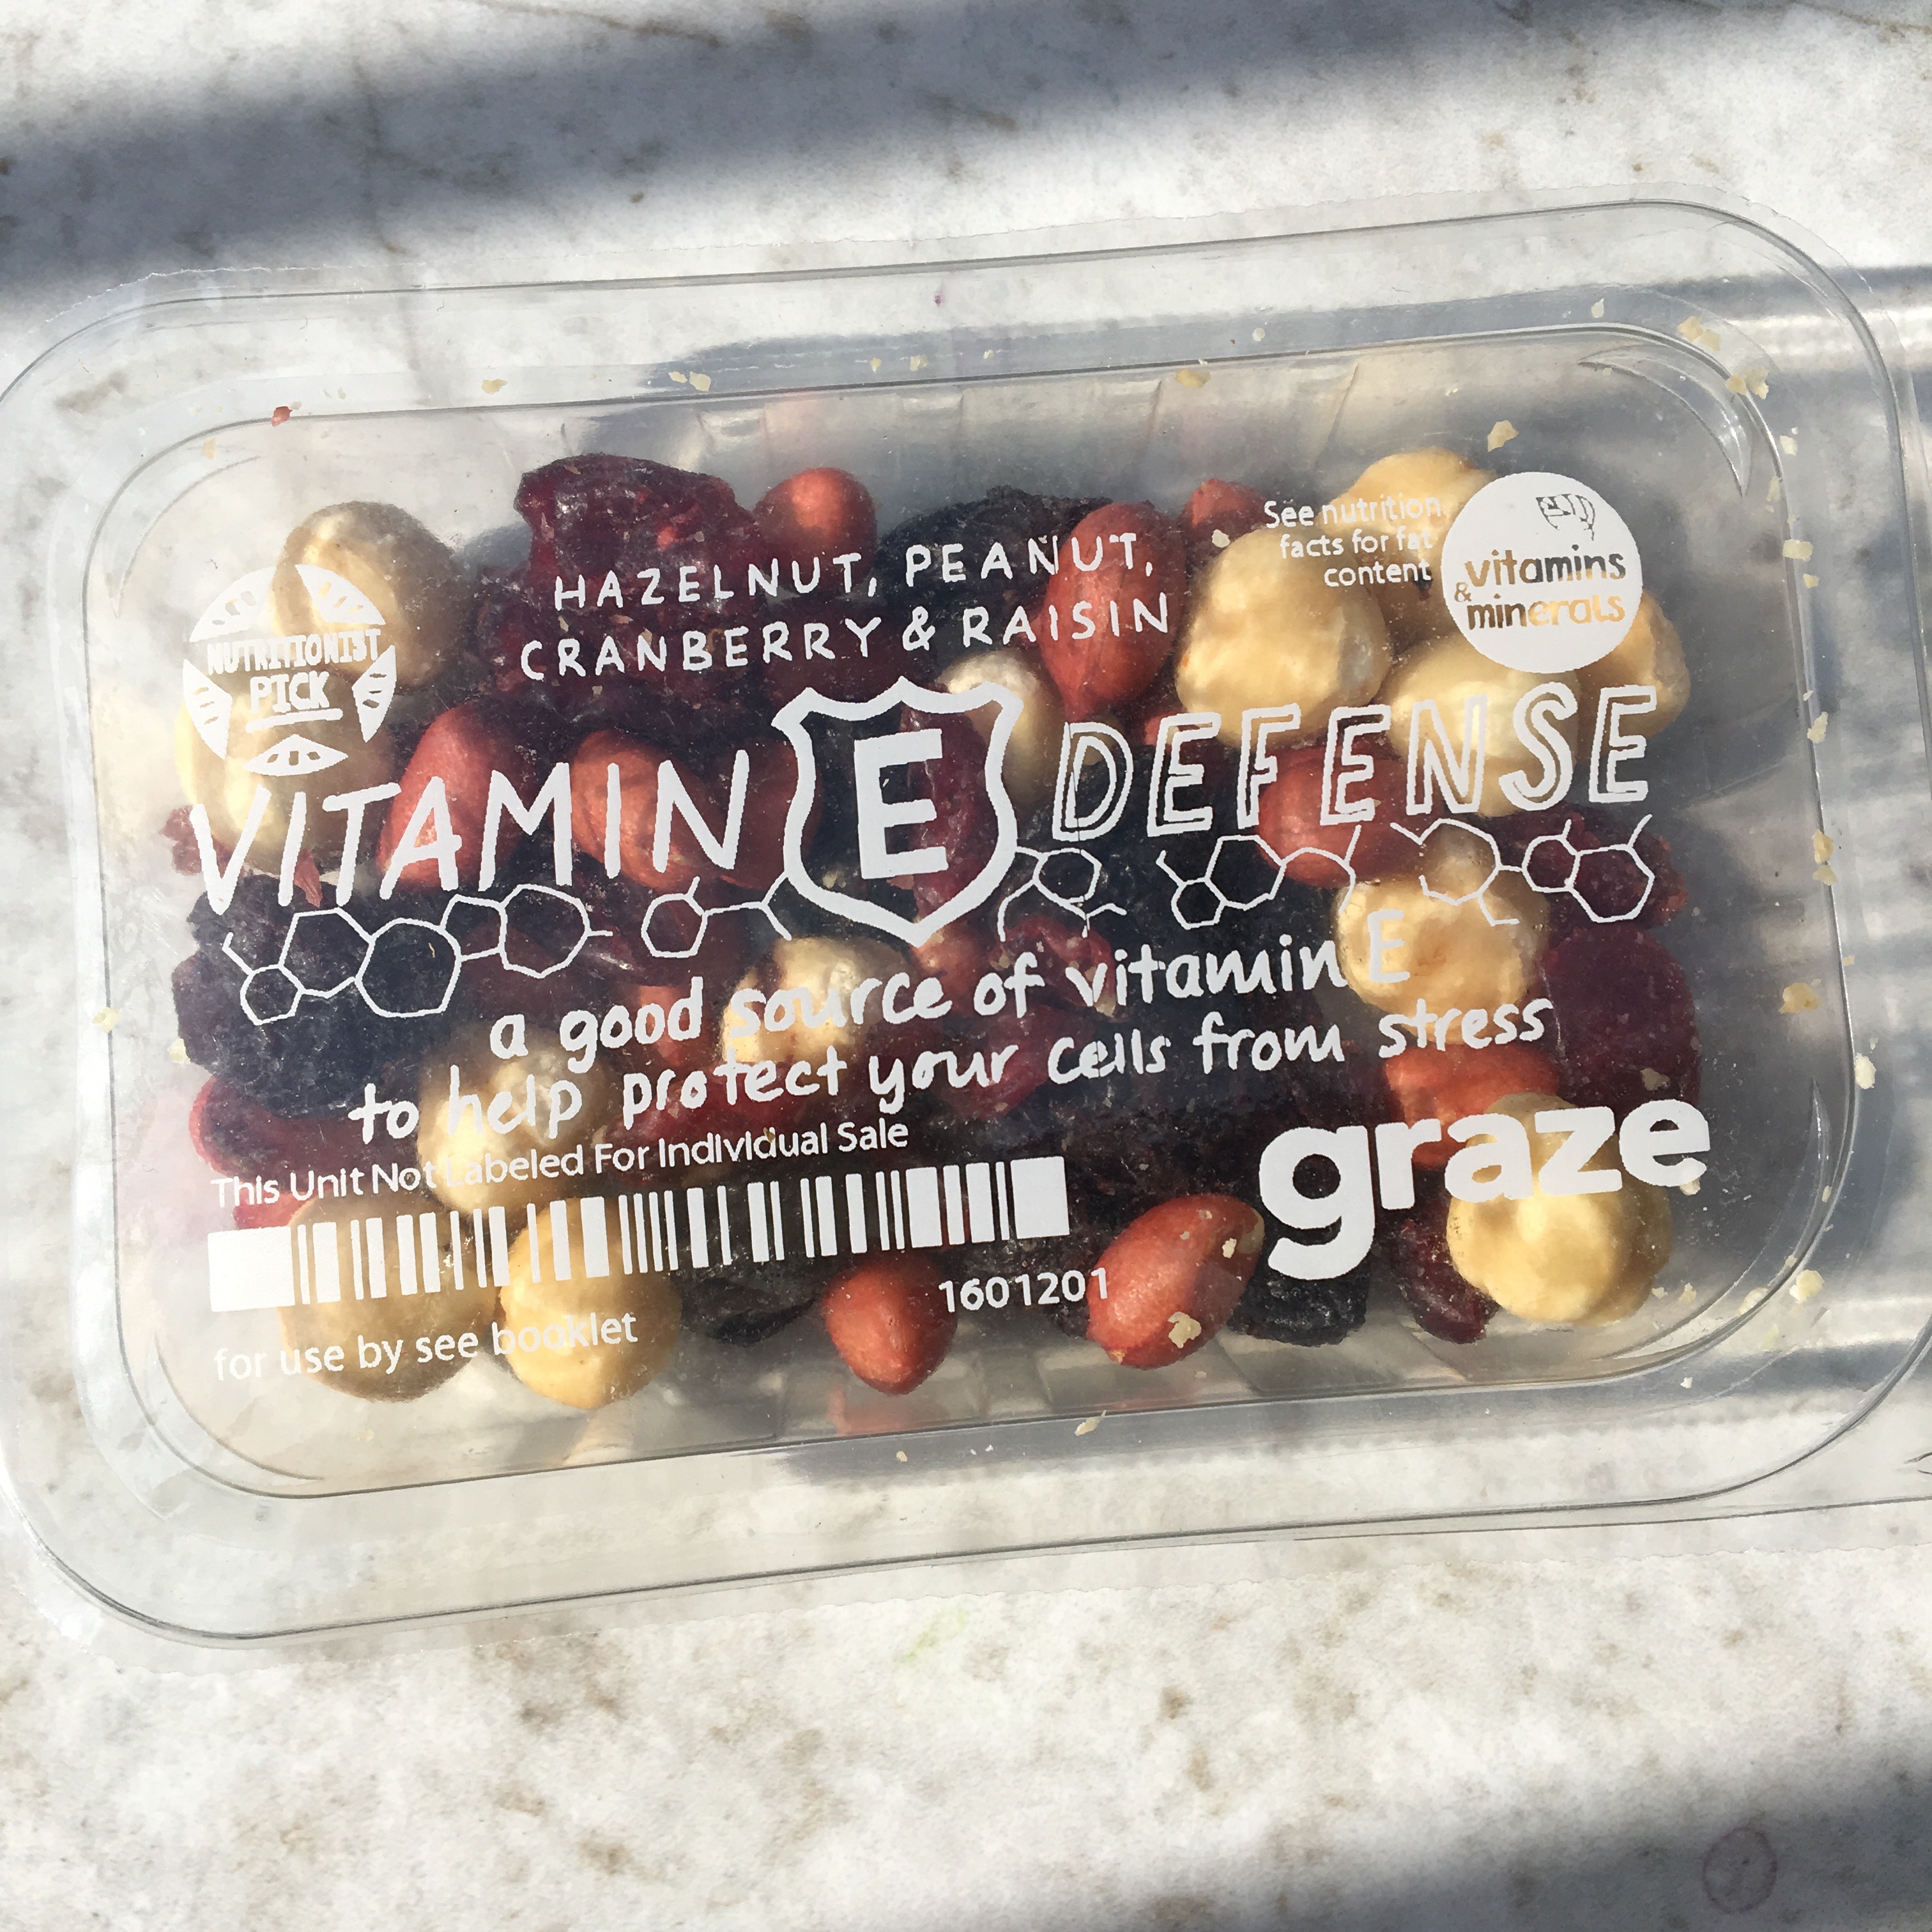 HAZELNUT, PEANUT,
CRANBERRY & RAISIN
See nutrition
facts for fat
content
vitamins
& minerals
NUTRITIONIST
PICK
VITAMIN E DEFENSE
a good source of vitamin E
to help protect your cells from stress
This Unit Not Labeled For Individual Sale
graze
1601201
for use by see booklet